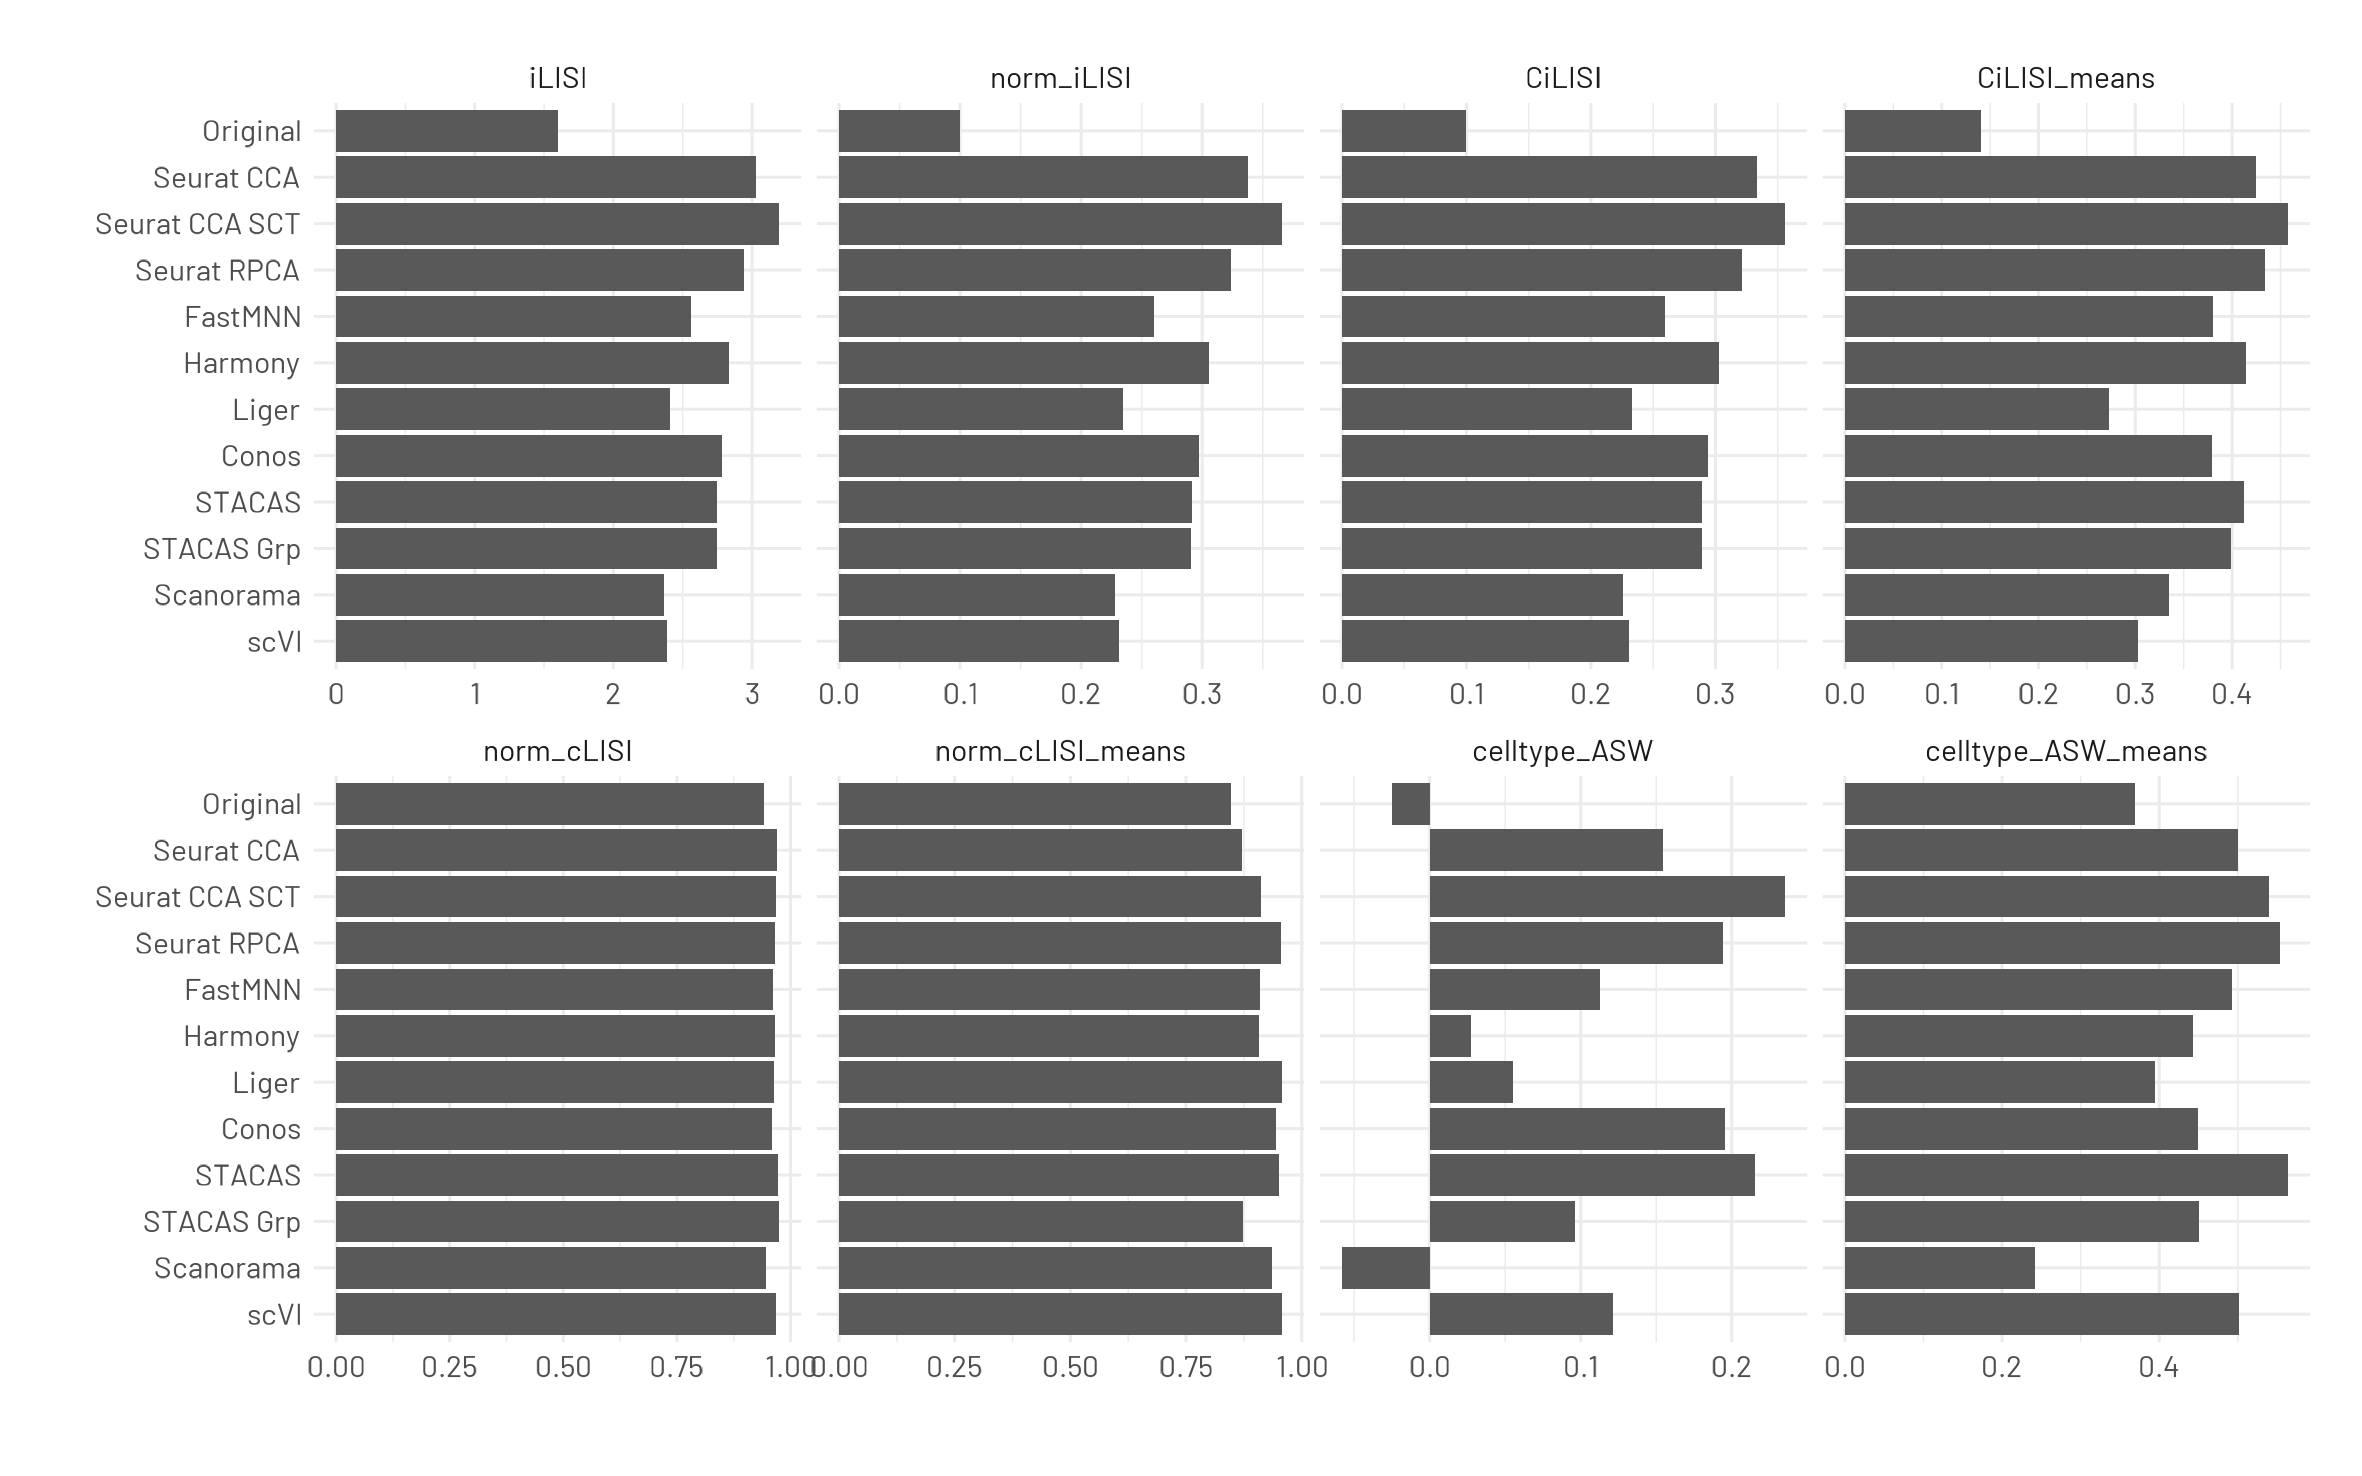 iLISI norm_iLISI CiLISI CiLISI_means
Original
Seurat CCA
Seurat CCA SCT
Seurat RPCA
FastMNN
Harmony
Liger
Conos
STACAS
STACAS Grp
Scanorama
scVI
0 1 2 3 0.0 0.1 0.2 0.3 0.0 0.1 0.2 0.3 0.0 0.1 0.2 0.3 0.4
norm_cLISI norm_cLISI_means celltype_ASW celltype_ASW_means
Original
Seurat CCA
Seurat CCA SCT
Seurat RPCA
FastMNN
Harmony
Liger
Conos
STACAS
STACAS Grp
Scanorama
scVI
0.00 0.25 0.50 0.75 1.00 0.00 0.25 0.50 0.75 1.00 0.0 0.1 0.2 0.0 0.2 0.4